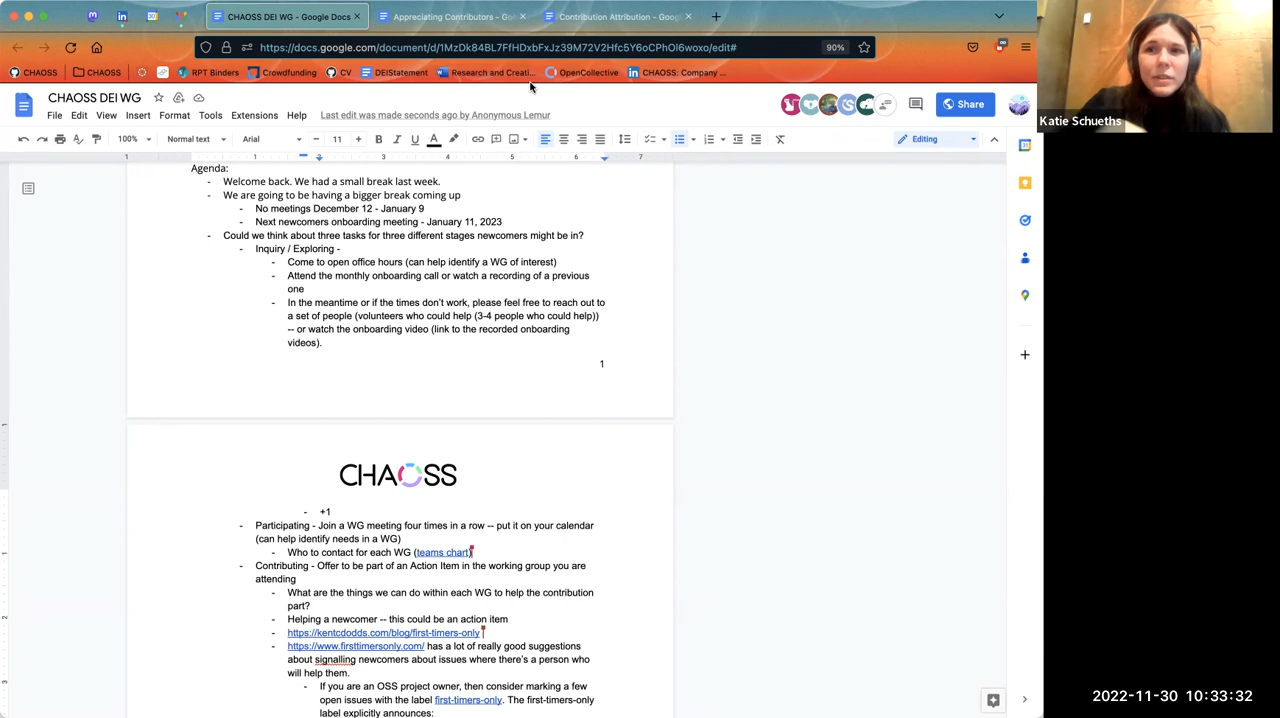 CHAOSS DEI WG - Google Docs
Appreciating Contributors - Go
Contribution Attribution - Goog
https://docs.google.com/document/d/1MzDk84BL7FfHDxbFxJz39M72V2Hfc5Y6oCPhOl6woxo/edit#
90%
CHAOSS
CHAOSS
RPT Binders
Crowdfunding
CV
DEIStatement
Research and Creati...
OpenCollective
CHAOSS: Company ...
Katie Schueths
CHAOSS DEI WG
File Edit View Insert Format Tools Extensions Help Last edit was made seconds ago by Anonymous Lemur
Share
100% Normal text Arial 11 Editing
1 1 2 3 4 5 6 7
Agenda:
- Welcome back. We had a small break last week.
- We are going to be having a bigger break coming up
- No meetings December 12 - January 9
- Next newcomers onboarding meeting - January 11, 2023
- Could we think about three tasks for three different stages newcomers might be in?
- Inquiry / Exploring -
- Come to open office hours (can help identify a WG of interest)
- Attend the monthly onboarding call or watch a recording of a previous
one
- In the meantime or if the times don't work, please feel free to reach out to
a set of people (volunteers who could help (3-4 people who could help))
-- or watch the onboarding video (link to the recorded onboarding
videos).
1
CHAOSS
- +1
- Participating - Join a WG meeting four times in a row -- put it on your calendar
(can help identify needs in a WG)
- Who to contact for each WG (teams chart)
- Contributing - Offer to be part of an Action Item in the working group you are
attending
- What are the things we can do within each WG to help the contribution
part?
- Helping a newcomer -- this could be an action item
- https://kentcdodds.com/blog/first-timers-only
- https://www.firsttimersonly.com/ has a lot of really good suggestions
about signalling newcomers about issues where there's a person who
will help them.
- If you are an OSS project owner, then consider marking a few
open issues with the label first-timers-only. The first-timers-only
label explicitly announces:
2022-11-30 10:33:32